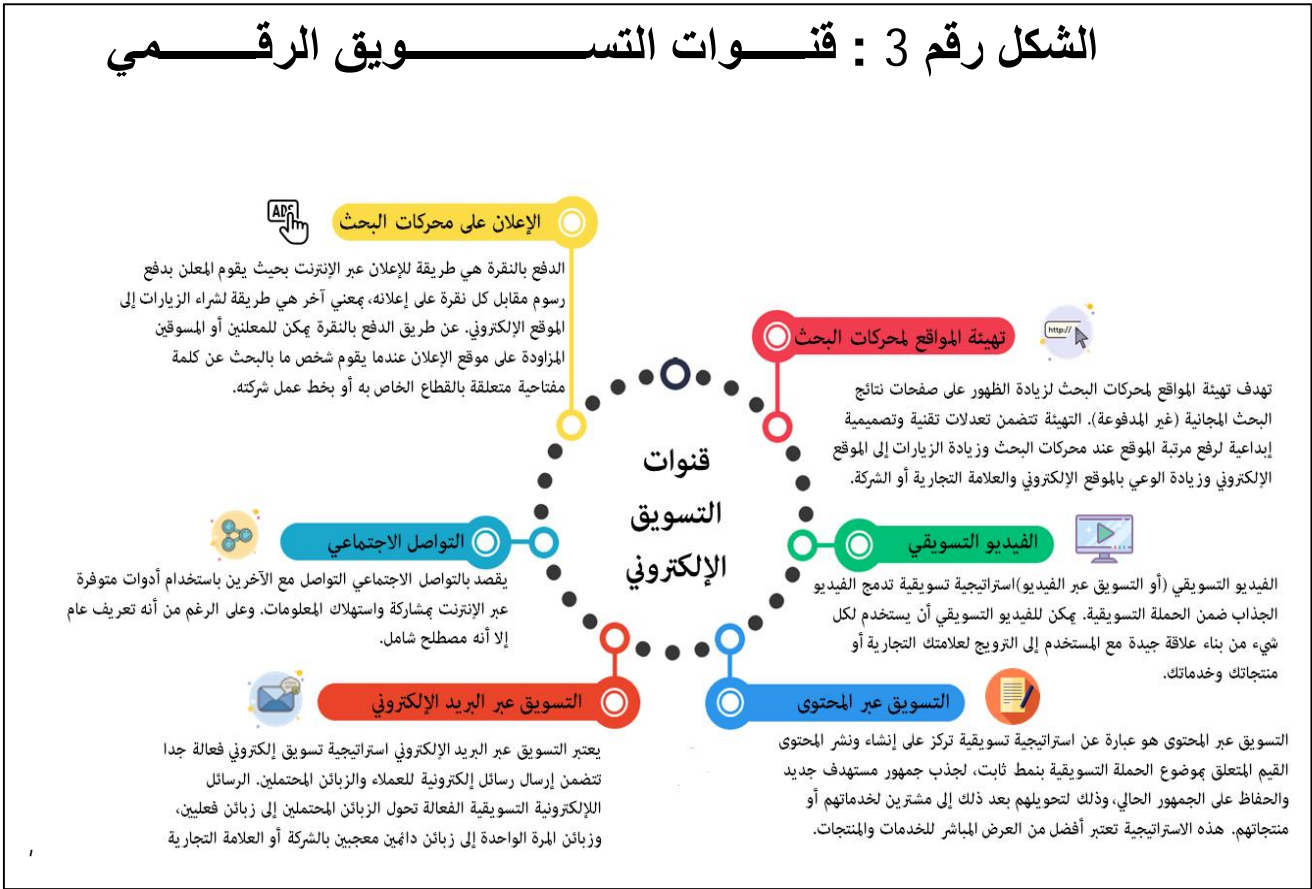 الشكل رقم 3 : قنــــوات التســــــــــــــويق الرقـــــــمي
ADS
الإعلان على محركات البحث
الدفع بالنقرة هي طريقة للإعلان عبر الإنترنت بحيث يقوم المعلن بدفع
رسوم مقابل كل نقرة على إعلانه، بمعني آخر هي طريقة لشراء الزيارات إلى
الموقع الإلكتروني. عن طريق الدفع بالنقرة يمكن للمعلنين أو المسوقين
المزاودة على موقع الإعلان عندما يقوم شخص ما بالبحث عن كلمة
مفتاحية متعلقة بالقطاع الخاص به أو بخط عمل شركته.
http://
تهيئة المواقع لمحركات البحث
تهدف تهيئة المواقع لمحركات البحث لزيادة الظهور على صفحات نتائج
البحث المجانية (غير المدفوعة). التهيئة تتضمن تعدلات تقنية وتصميمية
إبداعية لرفع مرتبة الموقع عند محركات البحث وزيادة الزيارات إلى الموقع
الإلكتروني وزيادة الوعي بالموقع الإلكتروني والعلامة التجارية أو الشركة.
قنوات
التسويق
الإلكتروني
الفيديو التسويقي
الفيديو التسويقي (أو التسويق عبر الفيديو)استراتيجية تسويقية تدمج الفيديو
الجذاب ضمن الحملة التسويقية. يمكن للفيديو التسويقي أن يستخدم لكل
شيء من بناء علاقة جيدة مع المستخدم إلى الترويج لعلامتك التجارية أو
منتجاتك وخدماتك.
التواصل الاجتماعي
يقصد بالتواصل الاجتماعي التواصل مع الآخرين باستخدام أدوات متوفرة
عبر الإنترنت بمشاركة واستهلاك المعلومات. وعلى الرغم من أنه تعريف عام
إلا أنه مصطلح شامل.
التسويق عبر المحتوى
التسويق عبر المحتوى هو عبارة عن استراتيجية تسويقية تركز على إنشاء ونشر المحتوى
القيم المتعلق بموضوع الحملة التسويقية بنمط ثابت، لجذب جمهور مستهدف جديد
والحفاظ على الجمهور الحالي، وذلك لتحويلهم بعد ذلك إلى مشترين لخدماتهم أو
منتجاتهم. هذه الاستراتيجية تعتبر أفضل من العرض المباشر للخدمات والمنتجات.
التسويق عبر البريد الإلكتروني
يعتبر التسويق عبر البريد الإلكتروني استراتيجية تسويق إلكتروني فعالة جدا
تتضمن إرسال رسائل إلكترونية للعملاء والزبائن المحتملين. الرسائل
اللإلكترونية التسويقية الفعالة تحول الزبائن المحتملين إلى زبائن فعليين،
وزبائن المرة الواحدة إلى زبائن دائمين معجبين بالشركة أو العلامة التجارية